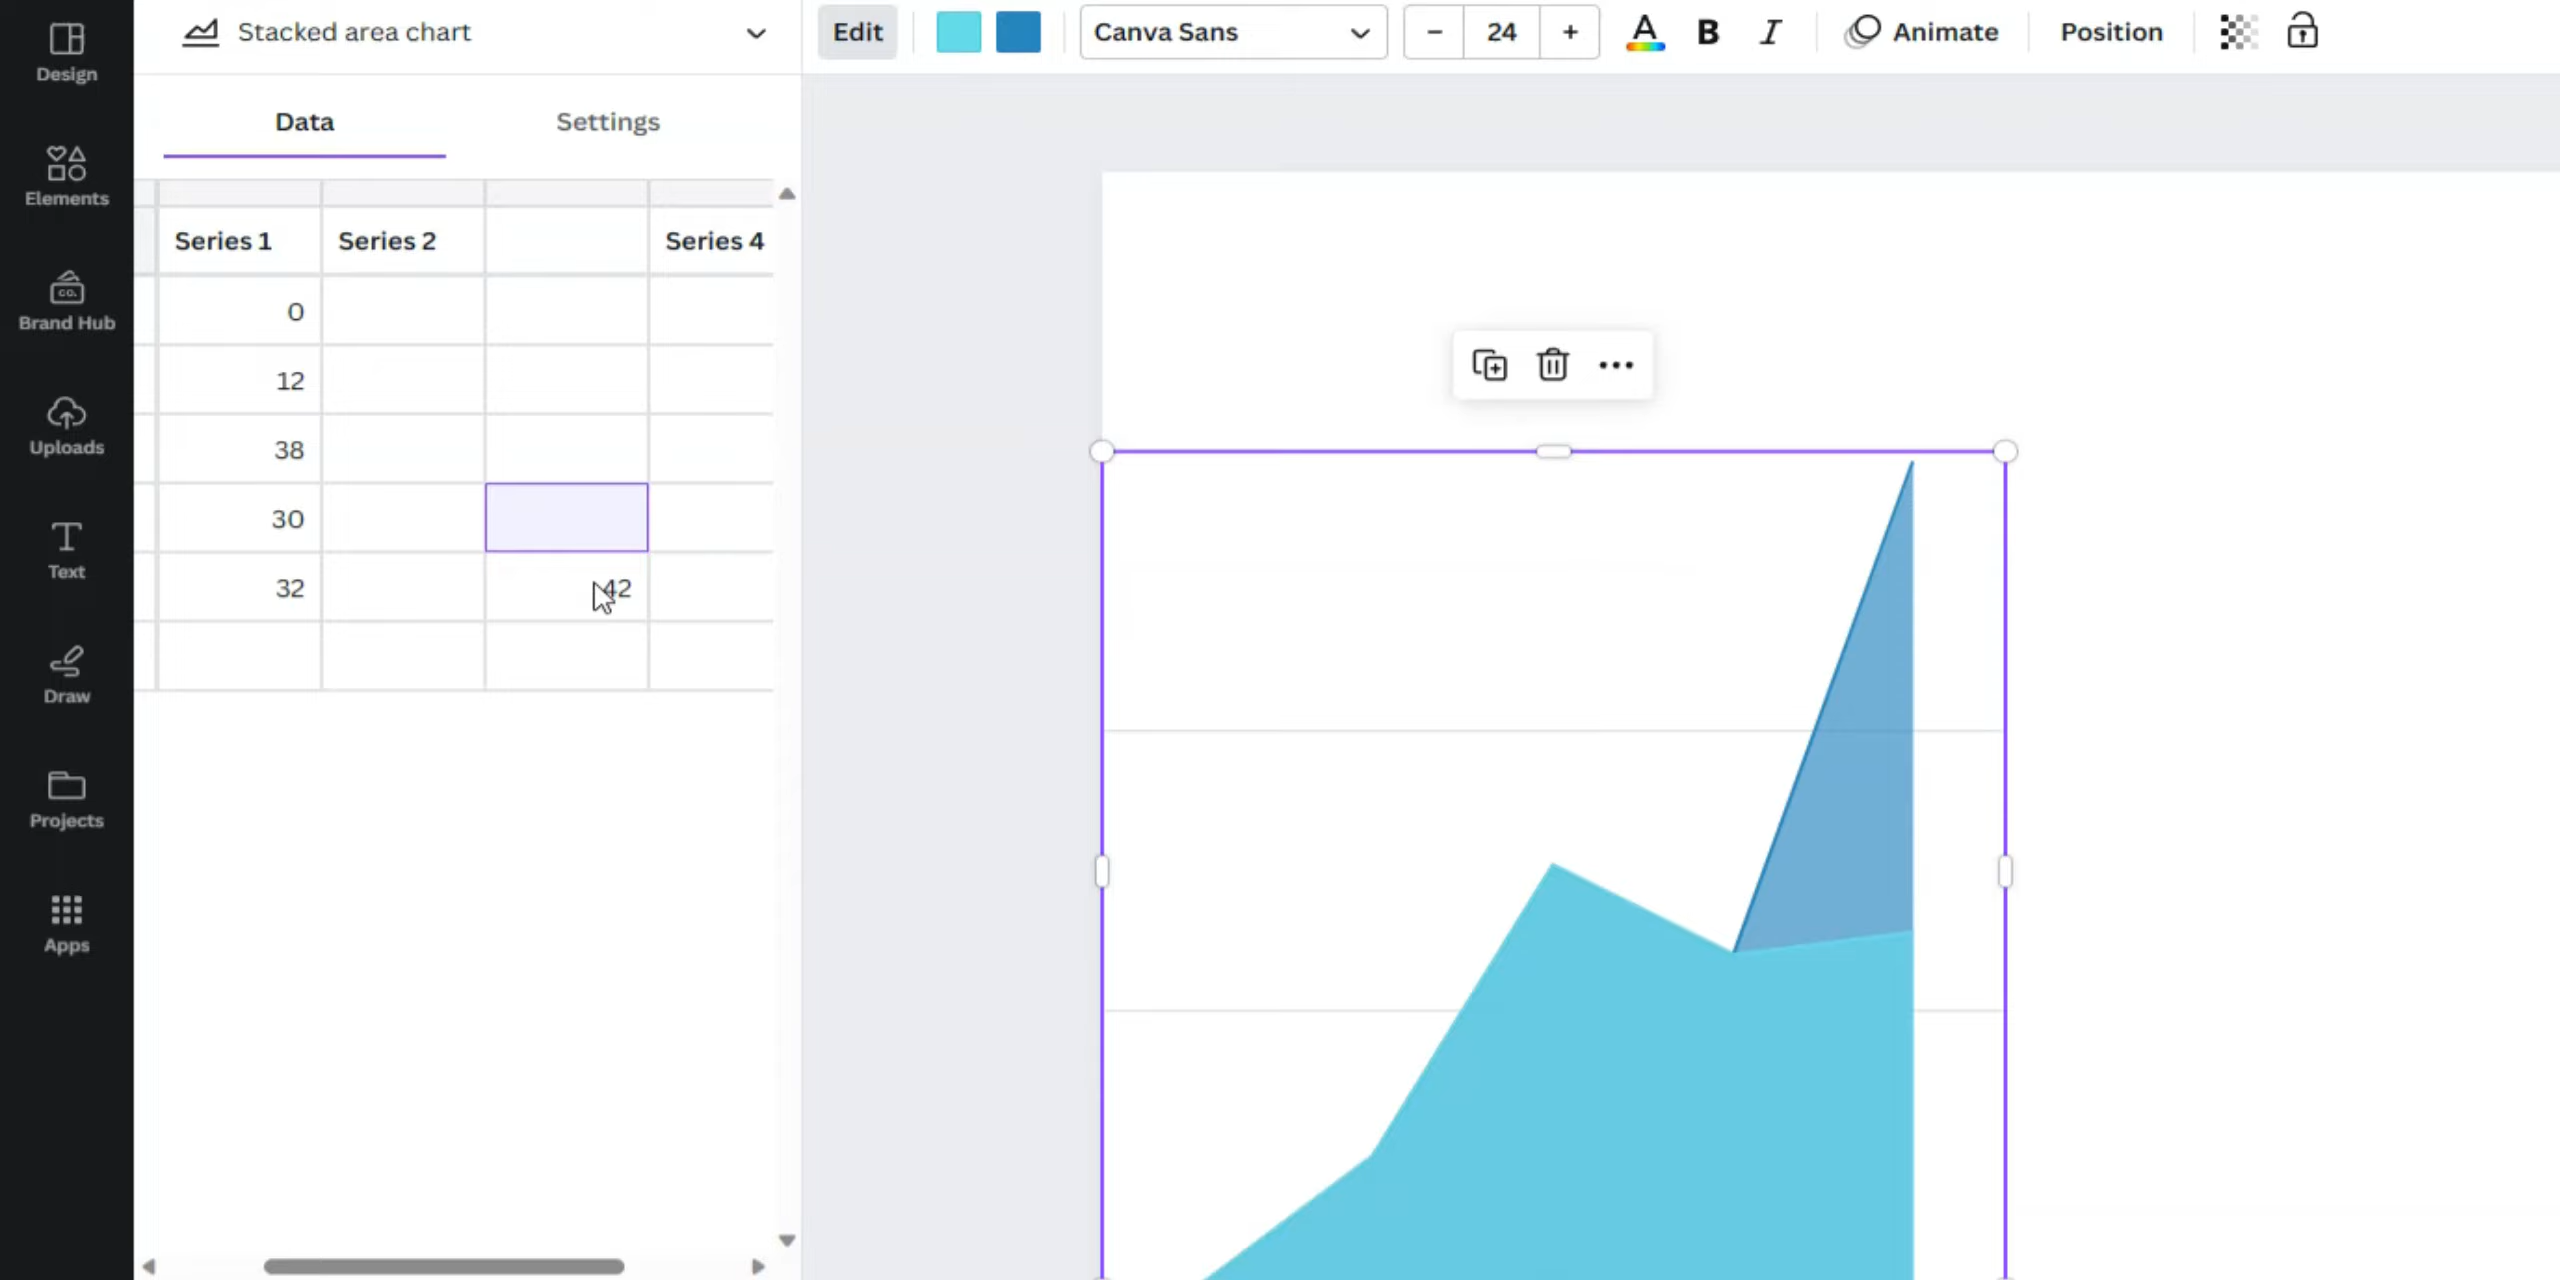 Design
Elements
Brand Hub
CO.
Uploads
Text
Draw
Projects
Apps
Stacked area chart
Data
Settings
Series 1 Series 2 Series 4
0
12
38
30
32 42
Edit
Canva Sans
− 24 +
A B I
Animate
Position